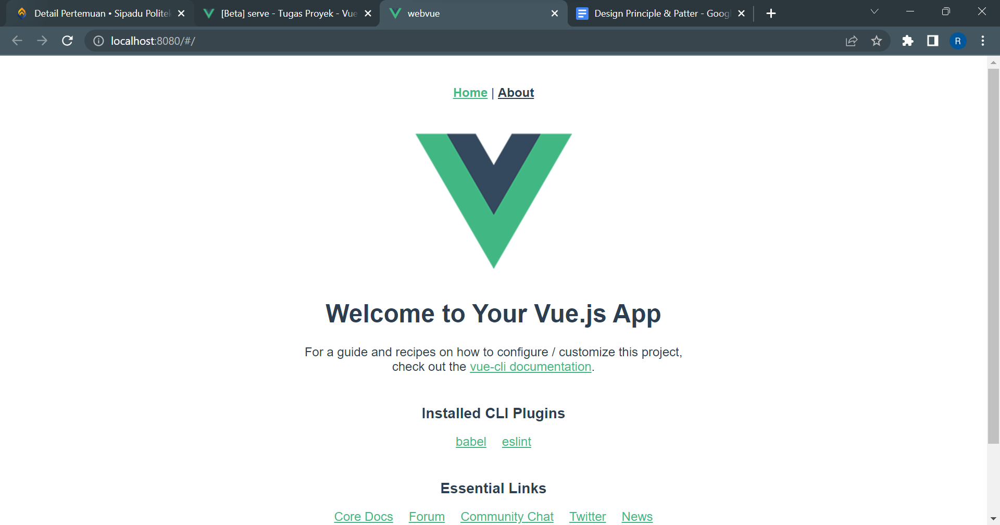 Detail Pertemuan • Sipadu Polite
[Beta] serve - Tugas Proyek - Vue
webvue
Design Principle & Patter - Goog
localhost:8080/#/
R
Home | About
Welcome to Your Vue.js App
For a guide and recipes on how to configure / customize this project,
check out the vue-cli documentation.
Installed CLI Plugins
babel eslint
Essential Links
Core Docs Forum Community Chat Twitter News